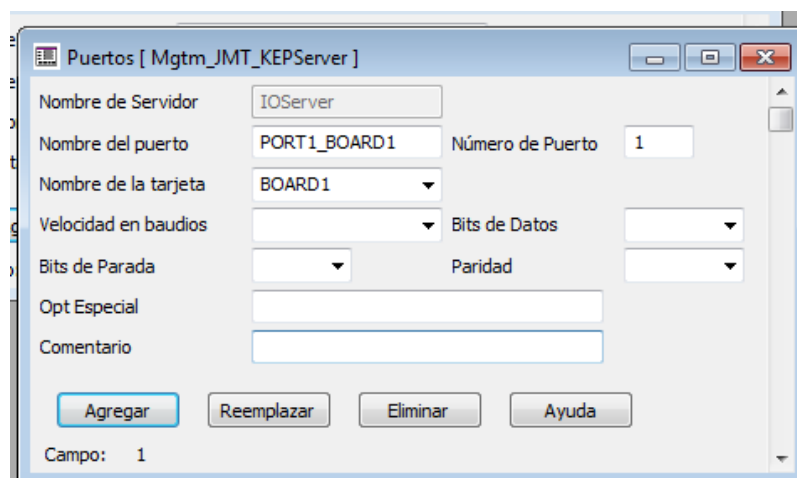 Puertos [ Mgtm_JMT_KEPServer ]
Nombre de Servidor IOServer
Nombre del puerto PORT1_BOARD1 Número de Puerto 1
Nombre de la tarjeta BOARD1
Velocidad en baudios Bits de Datos
Bits de Parada Paridad
Opt Especial
Comentario
Agregar Reemplazar Eliminar Ayuda
Campo: 1